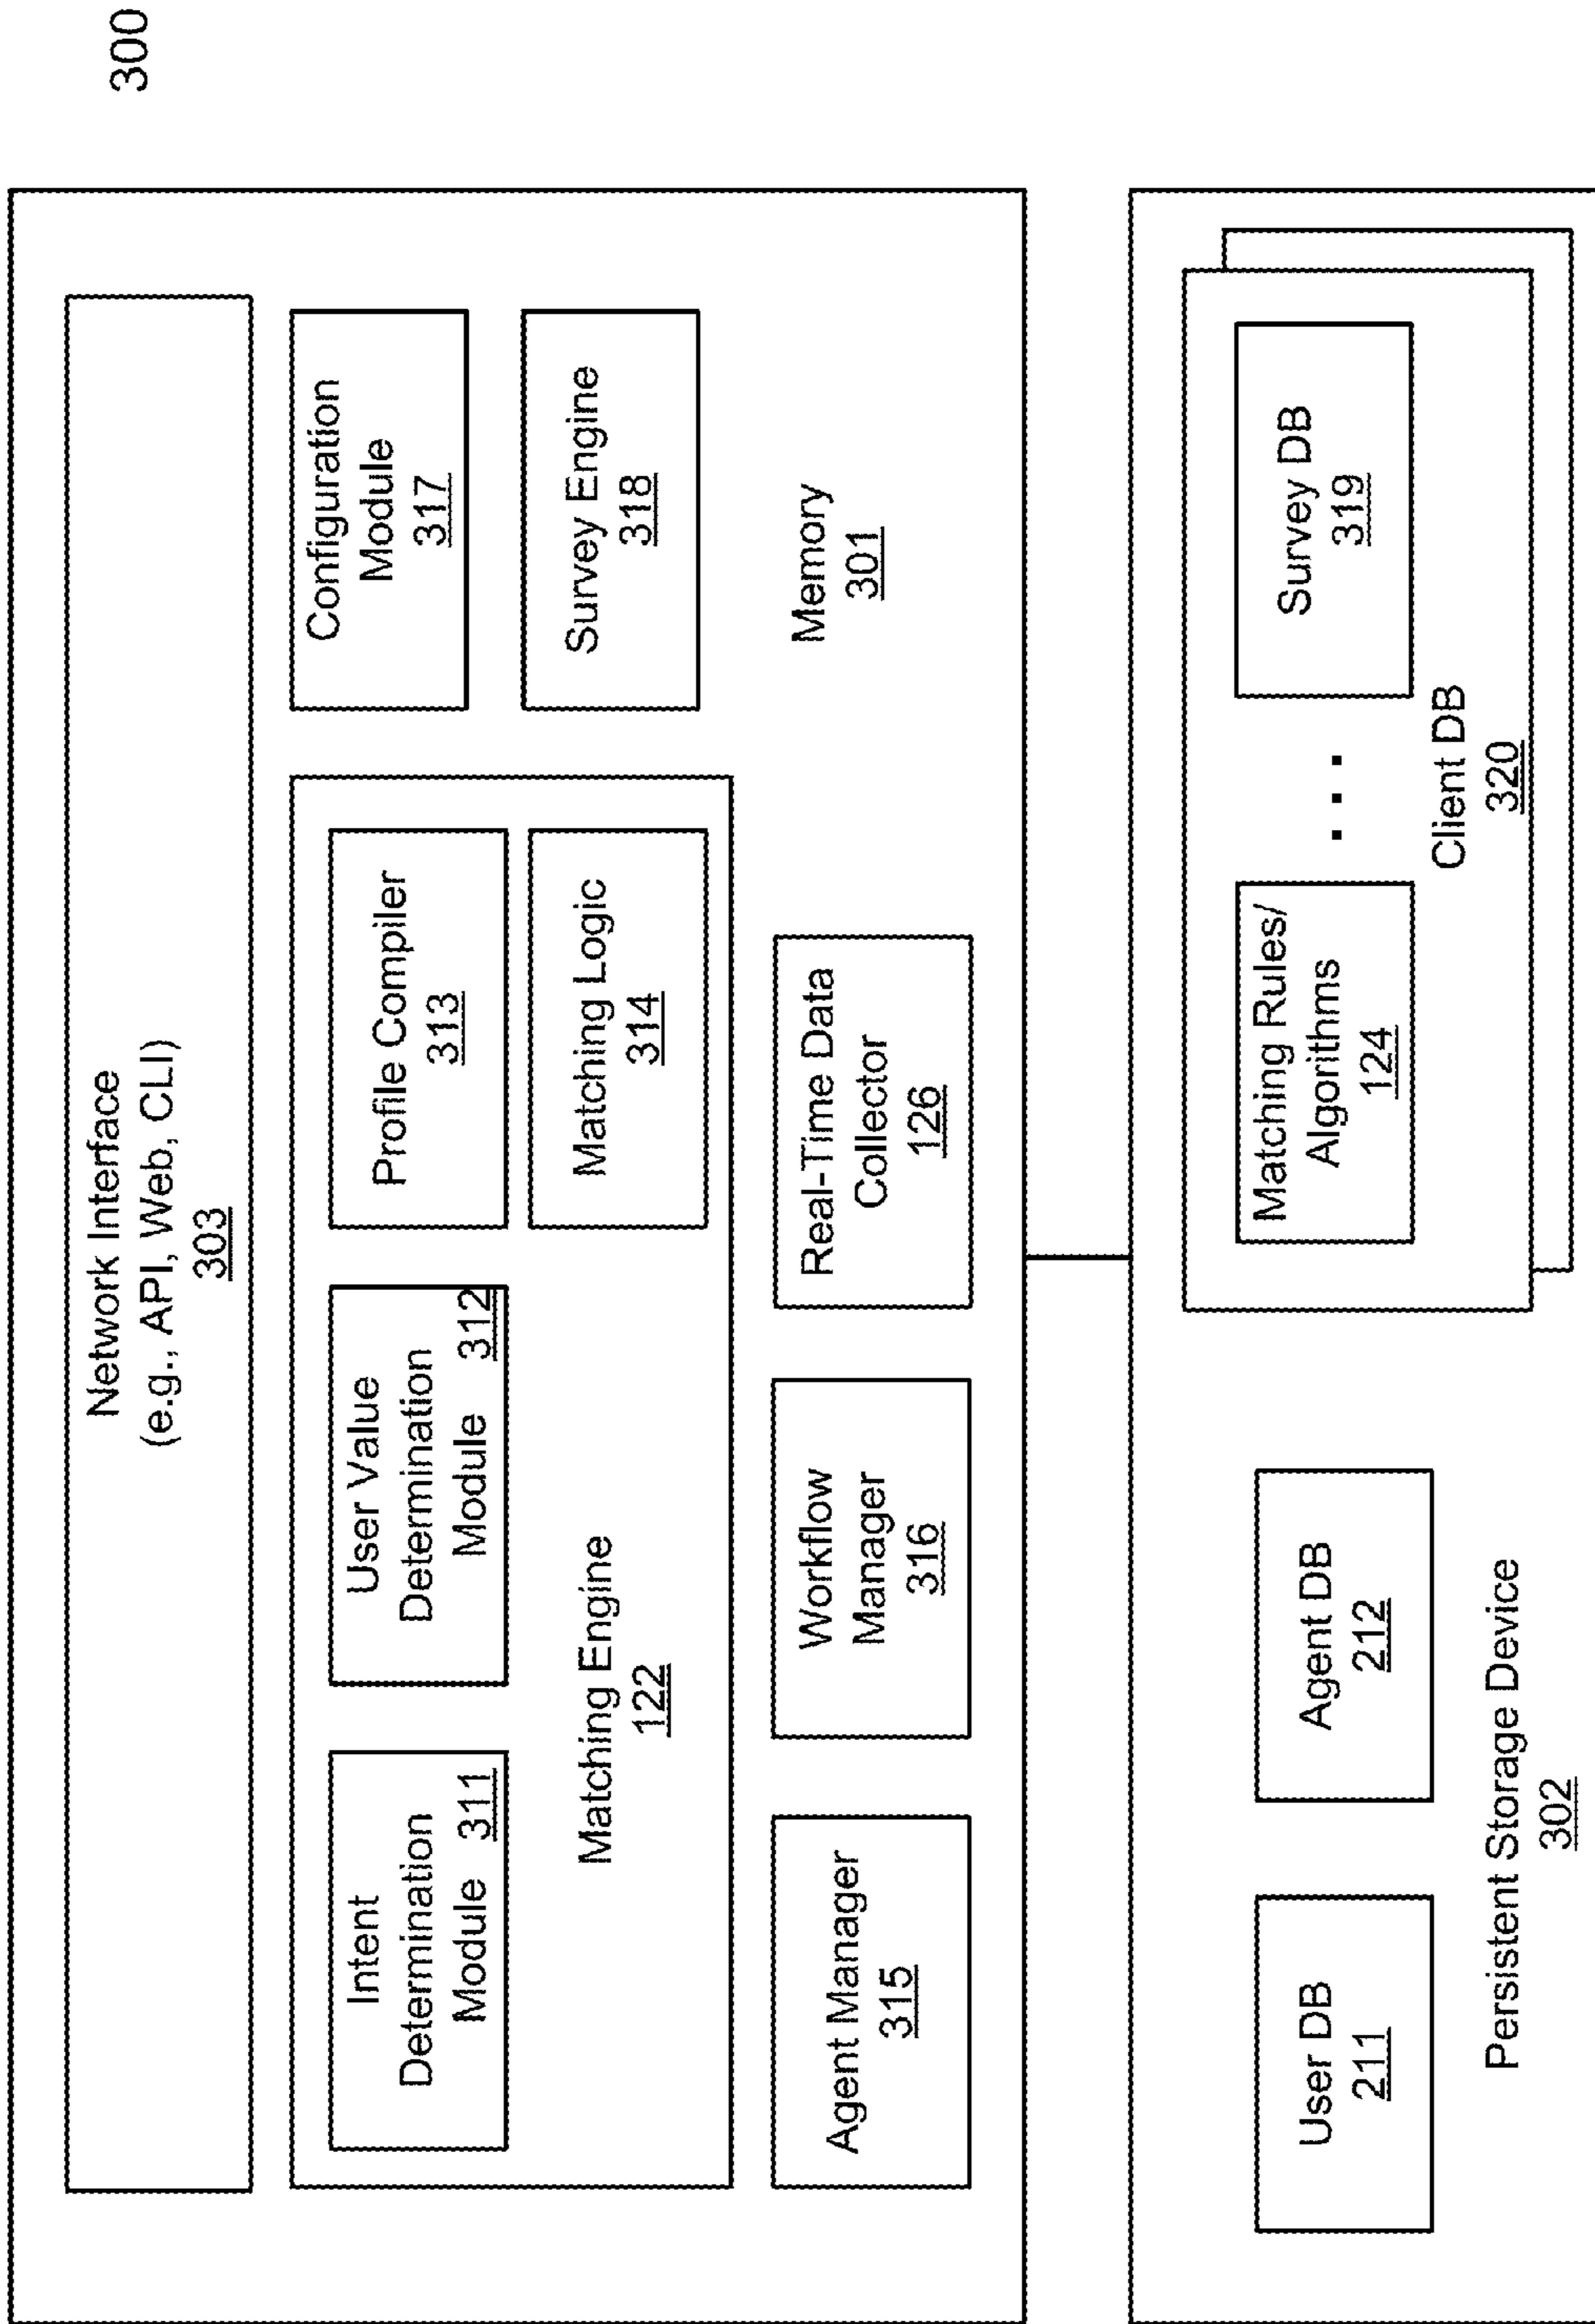 300
Network Interface
(e.g., API, Web, CLI)
303
Intent
Determination
Module 311
User Value
Determination
Module 312
Profile Compiler
313
Matching Logic
314
Matching Engine
122
Configuration
Module
317
Survey Engine
318
Agent Manager
315
Workflow
Manager
316
Real-Time Data
Collector
126
Memory
301
User DB
211
Agent DB
212
Persistent Storage Device
302
Matching Rules/
Algorithms
124
. . .
Survey DB
319
Client DB
320